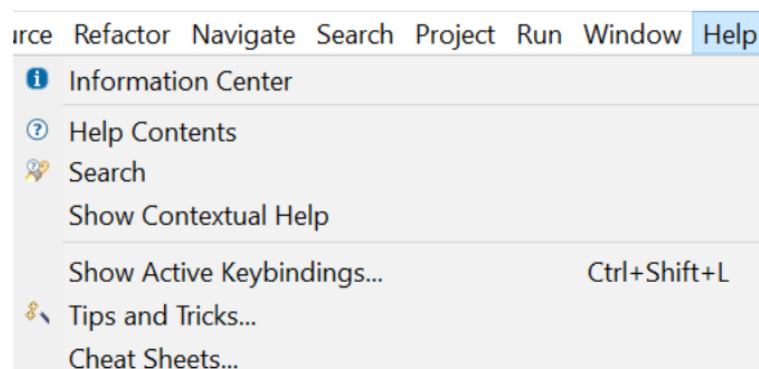 urce Refactor Navigate Search Project Run Window Help
Information Center
Help Contents
Search
Show Contextual Help
Show Active Keybindings... Ctrl+Shift+L
Tips and Tricks...
Cheat Sheets...